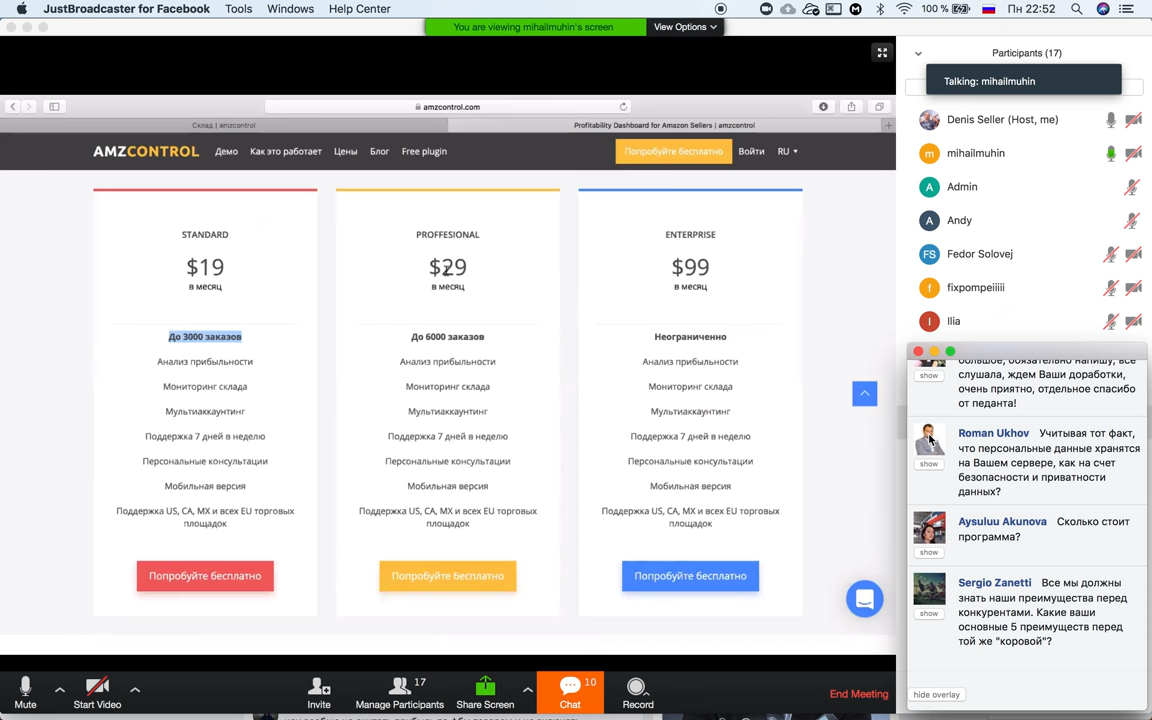 JustBroadcaster for Facebook Tools Windows Help Center 100 % Пн 22:52
You are viewing mihailmuhin's screen View Options
Participants (17)
Talking: mihailmuhin
amzcontrol.com
Склад | amzcontrol Profitability Dashboard for Amazon Sellers | amzcontrol
AMZCONTROL Демо Как это работает Цены Блог Free plugin Попробуйте бесплатно Войти RU
STANDARD
$19
в месяц
До 3000 заказов
Анализ прибыльности
Мониторинг склада
Мультиаккаунтинг
Поддержка 7 дней в неделю
Персональные консультации
Мобильная версия
Поддержка US, CA, MX и всех EU торговых
площадок
Попробуйте бесплатно
PROFFESIONAL
$29
в месяц
До 6000 заказов
Анализ прибыльности
Мониторинг склада
Мультиаккаунтинг
Поддержка 7 дней в неделю
Персональные консультации
Мобильная версия
Поддержка US, CA, MX и всех EU торговых
площадок
Попробуйте бесплатно
ENTERPRISE
$99
в месяц
Неограниченно
Анализ прибыльности
Мониторинг склада
Мультиаккаунтинг
Поддержка 7 дней в неделю
Персональные консультации
Мобильная версия
Поддержка US, CA, MX и всех EU торговых
площадок
Попробуйте бесплатно
Denis Seller (Host, me)
m mihailmuhin
A Admin
A Andy
FS Fedor Solovej
f fixpompeiiiii
I Ilia
большое, обязательно напишу, все
слушала, ждем Ваши доработки,
очень приятно, отдельное спасибо
от педанта!
show
Roman Ukhov Учитывая тот факт,
что персональные данные хранятся
на Вашем сервере, как на счет
безопасности и приватности
данных?
show
Aysuluu Akunova Сколько стоит
программа?
show
Sergio Zanetti Все мы должны
знать наши преимущества перед
конкурентами. Какие ваши
основные 5 преимуществ перед
той же "коровой"?
show
hide overlay
Mute Start Video Invite Manage Participants 17 Share Screen Chat 10 Record End Meeting